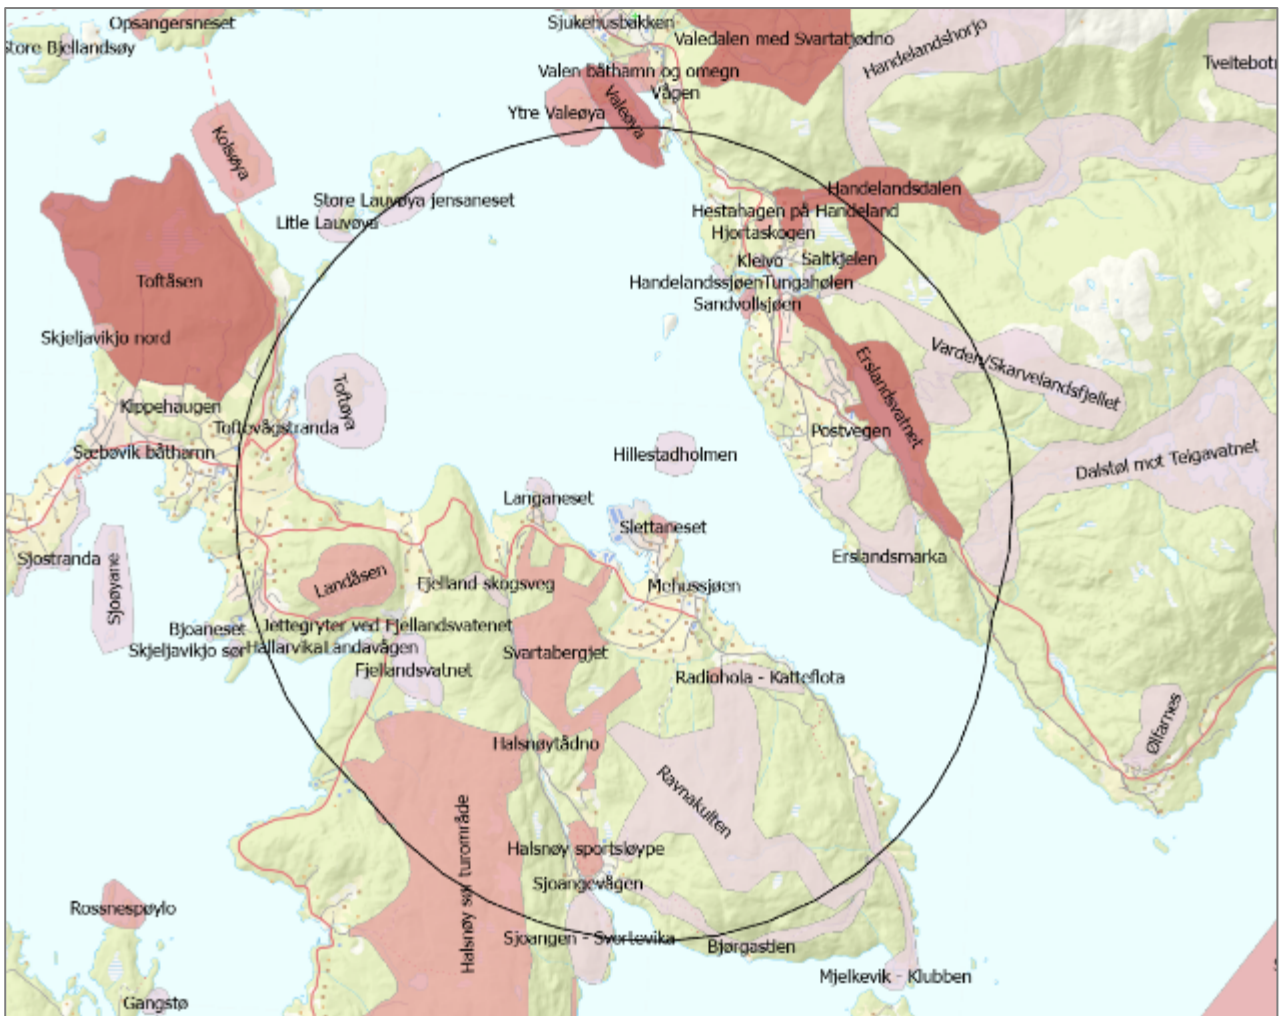 Opsangersneset
Sjukehusbakken
Store Bjellandsøy
Valedalen med Svartatjødno
Handelandshorjo
Tveitebotn
Valen båthamn og omegn
Vågen
Ytre Valeøya
Valeøya
Kolsøya
Handelandsdalen
Store Lauvøya jensaneset
Hestahagen på Handeland
Litle Lauvøya
Hjortaskogen
Kleivo
Saltkjelen
Toftåsen
Handelandssjøen
Tungahølen
Sandvollsjøen
Skjeljavikjo nord
Varden/Skarvelandsfjellet
Erslandsvatnet
Toftøya
Kippehaugen
Toftevågstranda
Postvegen
Sæbøvik båthamn
Hillestadholmen
Dalstøl mot Teigavatnet
Langaneset
Slettaneset
Sjostranda
Sjoøyane
Erslandsmarka
Landåsen
Fjelland skogsveg
Mehussjøen
Bjoaneset
Jettegryter ved Fjellandsvatenet
Skjeljavikjo sør
Hallarvika
Landavågen
Svartabergjet
Fjellandsvatnet
Radiohola - Katteflota
Ølfarnes
Halsnøytådno
Ravnakulten
Halsnøy sør turområde
Halsnøy sportsløype
Sjoangevågen
Rossnespøylo
Sjoangen - Svortevika
Bjørgastien
Mjelkevik - Klubben
Gangstø